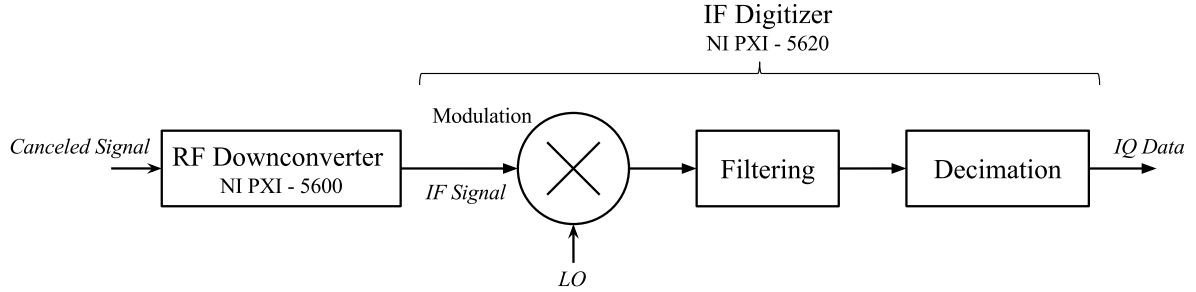 IF Digitizer
NI PXI - 5620
Modulation
Canceled Signal
RF Downconverter
NI PXI - 5600
IF Signal
Filtering
Decimation
IQ Data
LO